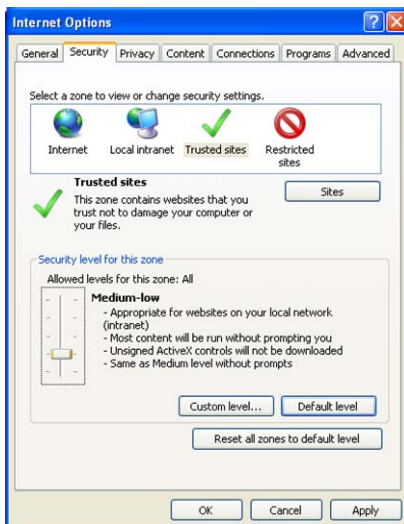 Internet Options
General Security Privacy Content Connections Programs Advanced
Select a zone to view or change security settings.
Internet Local intranet Trusted sites Restricted
sites
Trusted sites
Sites
This zone contains websites that you
trust not to damage your computer or
your files.
Security level for this zone
Allowed levels for this zone: All
Medium-low
- Appropriate for websites on your local network
(intranet)
- Most content will be run without prompting you
- Unsigned ActiveX controls will not be downloaded
- Same as Medium level without prompts
Custom level... Default level
Reset all zones to default level
OK Cancel Apply